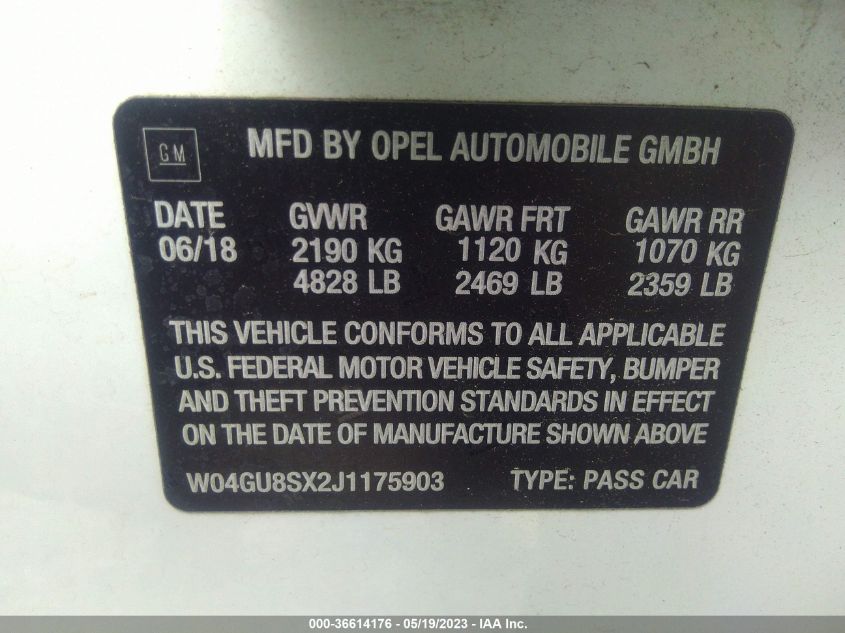 GM
MFD BY OPEL AUTOMOBILE GMBH
DATE GVWR GAWR FRT GAWR RR
06/18 2190 KG 1120 KG 1070 KG
4828 LB 2469 LB 2359 LB
THIS VEHICLE CONFORMS TO ALL APPLICABLE
U.S. FEDERAL MOTOR VEHICLE SAFETY, BUMPER
AND THEFT PREVENTION STANDARDS IN EFFECT
ON THE DATE OF MANUFACTURE SHOWN ABOVE
W04GU8SX2J1175903 TYPE: PASS CAR
000-36614176 - 05/19/2023 - IAA Inc.